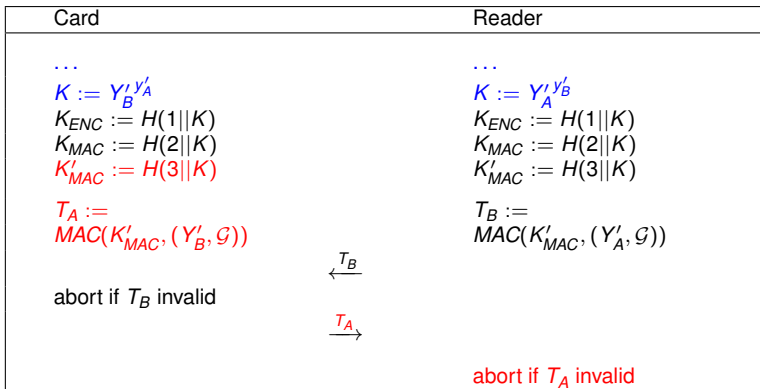 Card Reader
... ...
K := Y′_B^{y′_A} K := Y′_A^{y′_B}
K_ENC := H(1||K) K_ENC := H(1||K)
K_MAC := H(2||K) K_MAC := H(2||K)
K′_MAC := H(3||K) K′_MAC := H(3||K)
T_A := T_B :=
MAC(K′_MAC, (Y′_B, 𝒢)) MAC(K′_MAC, (Y′_A, 𝒢))
T_B
←
abort if T_B invalid
T_A
→
abort if T_A invalid